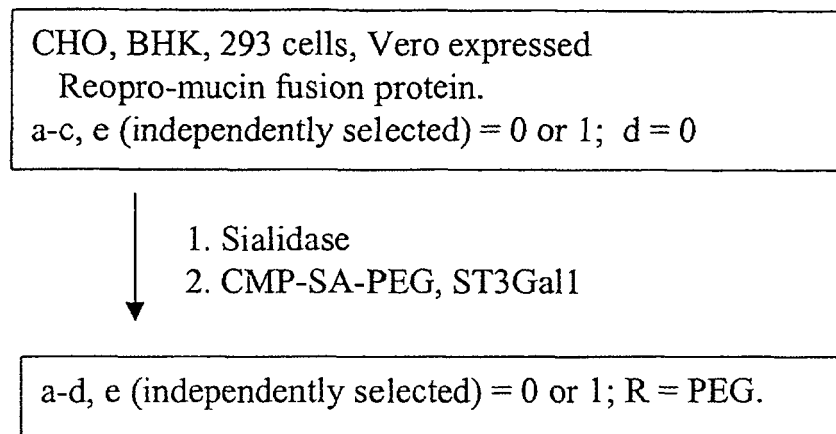 CHO, BHK, 293 cells, Vero expressed
Reopro-mucin fusion protein.
a-c, e (independently selected) = 0 or 1; d = 0
1. Sialidase
2. CMP-SA-PEG, ST3Gal1
a-d, e (independently selected) = 0 or 1; R = PEG.